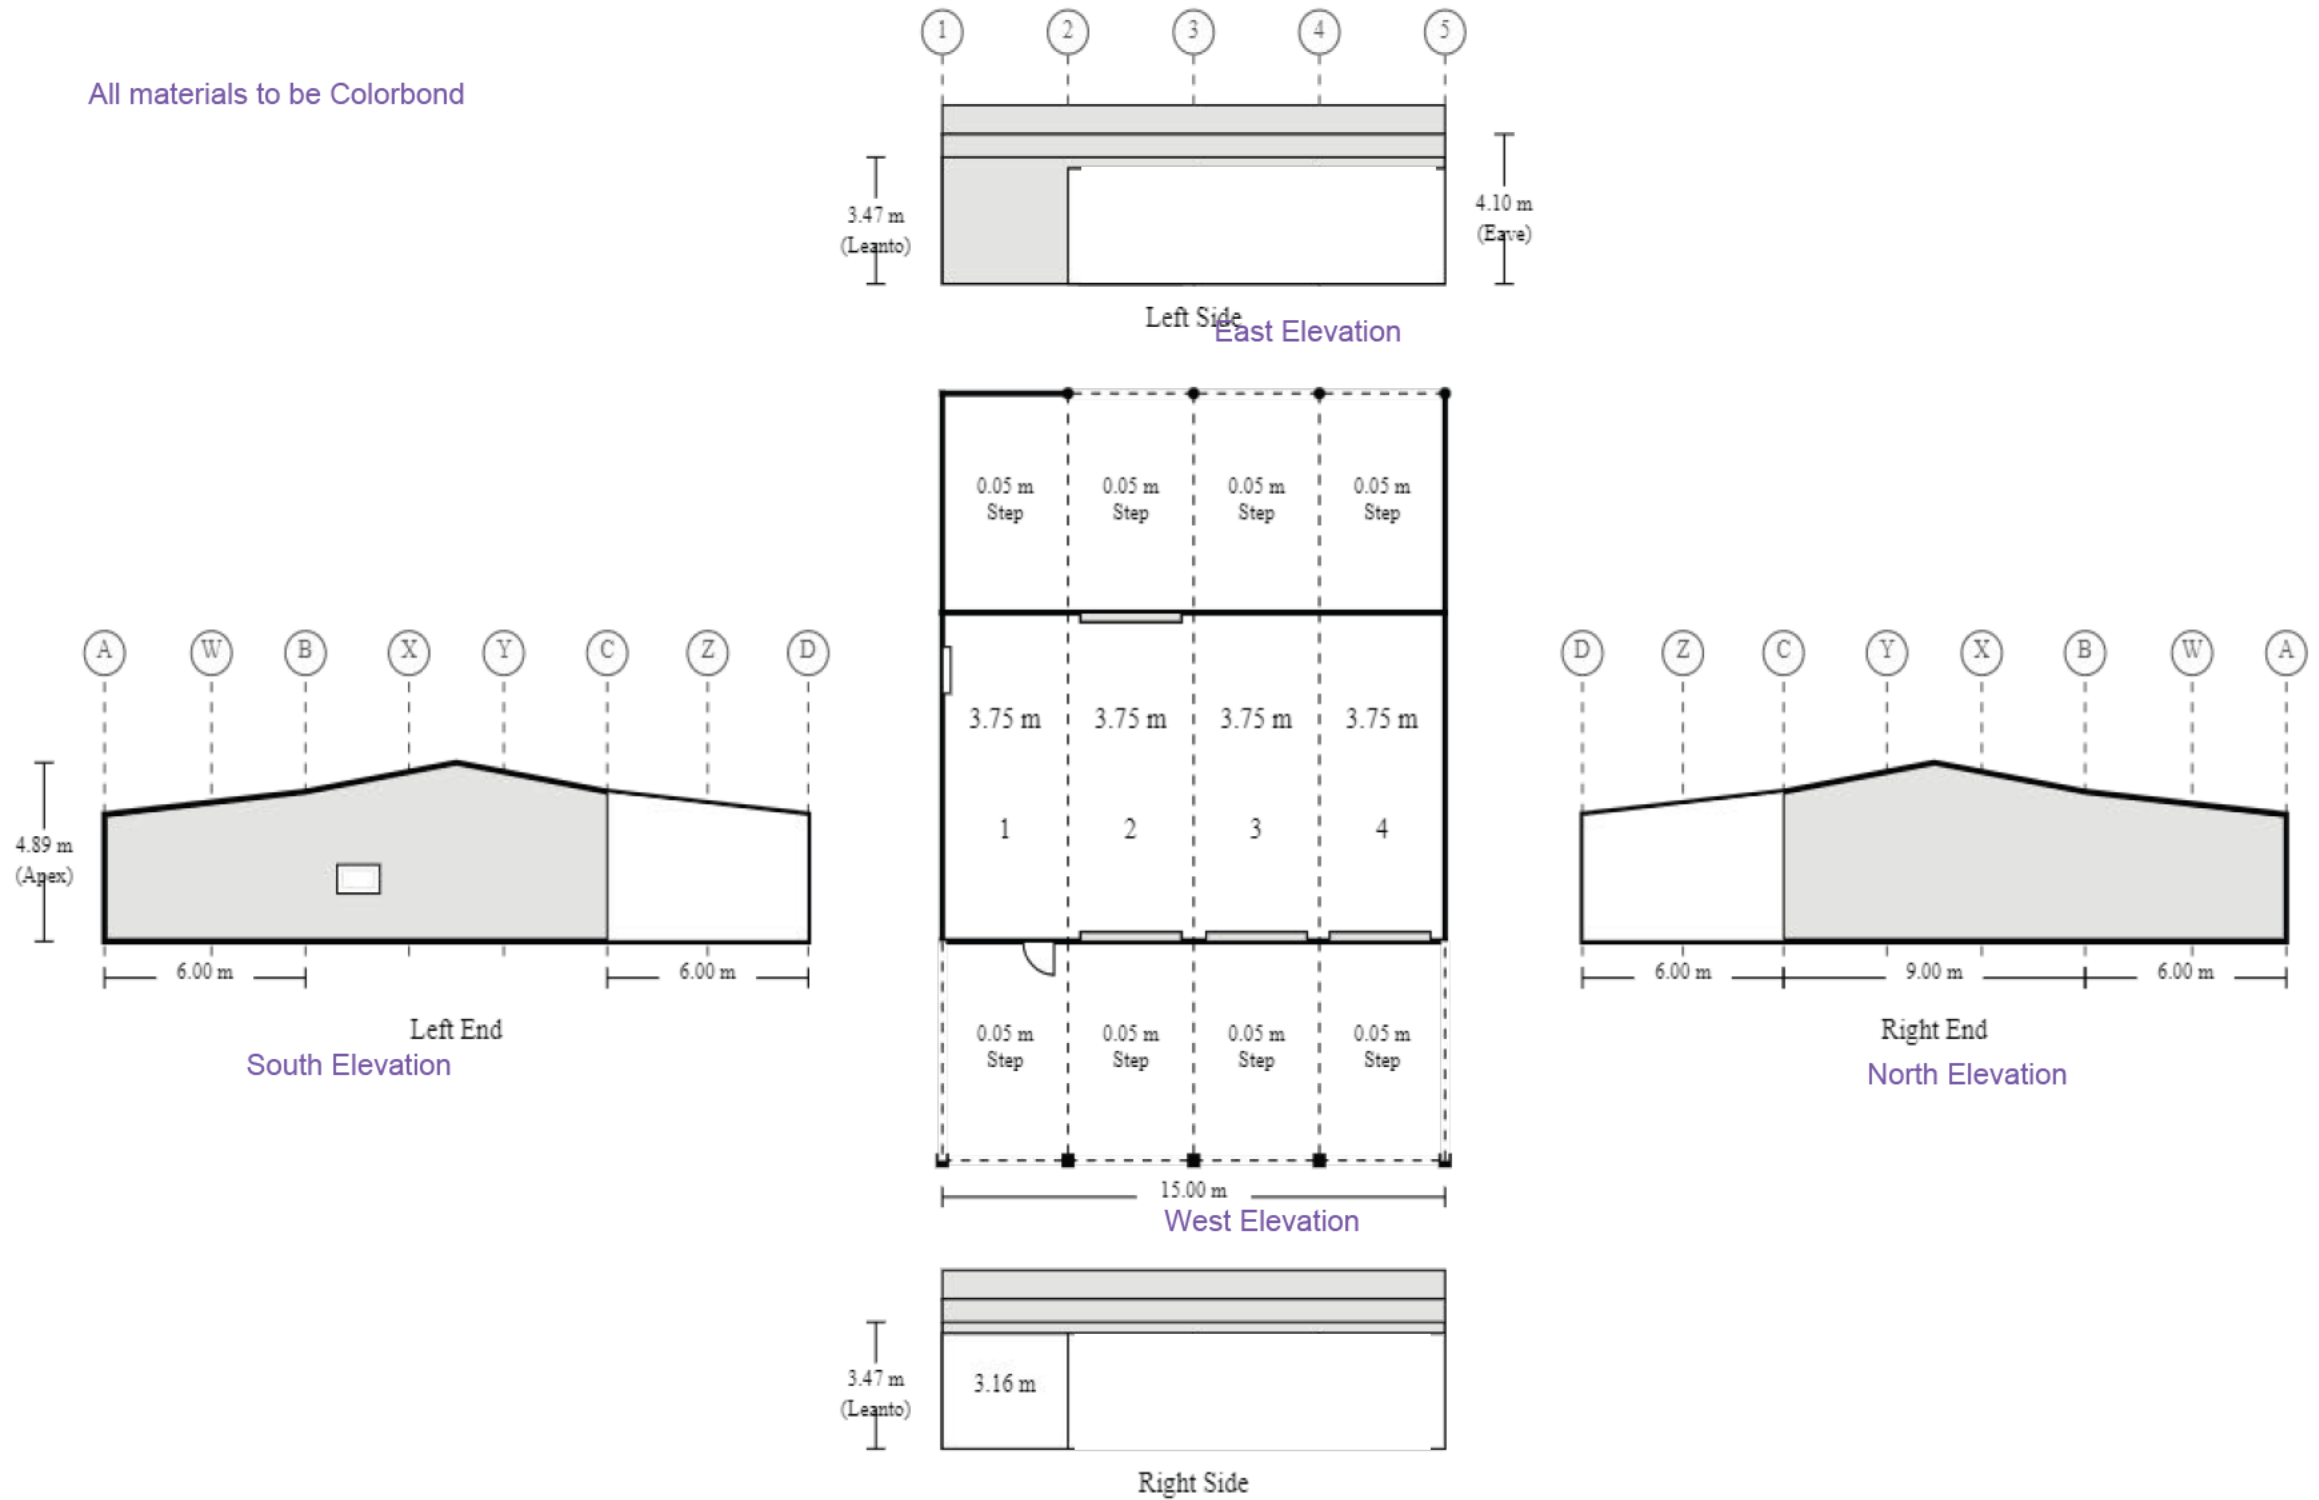 1 2 3 4 5
All materials to be Colorbond
3.47 m
(Leanto)
4.10 m
(Eave)
Left Side
East Elevation
0.05 m 0.05 m 0.05 m 0.05 m
Step Step Step Step
A W B X Y C Z D
D Z C Y X B W A
3.75 m 3.75 m 3.75 m 3.75 m
1 2 3 4
4.89 m
(Apex)
6.00 m 6.00 m
Left End
South Elevation
6.00 m 9.00 m 6.00 m
Right End
North Elevation
0.05 m 0.05 m 0.05 m 0.05 m
Step Step Step Step
15.00 m
West Elevation
3.47 m
(Leanto)
3.16 m
Right Side